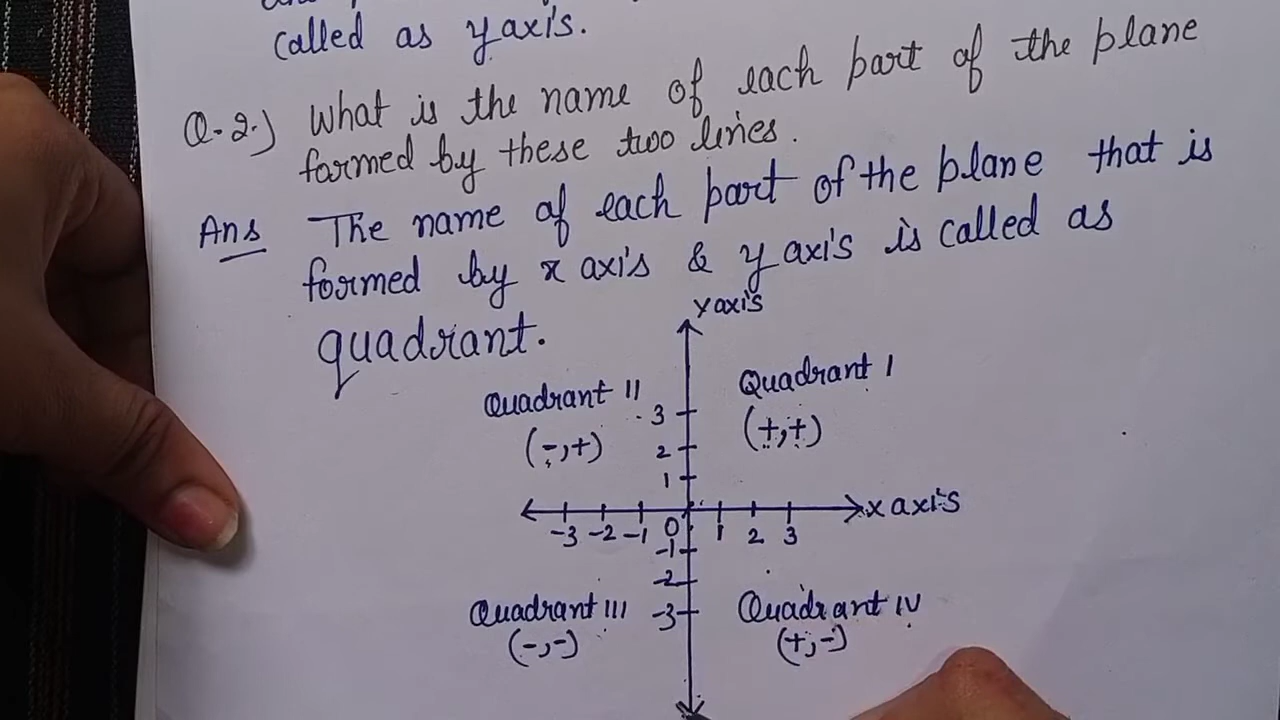 called as y axis.
Q.2.) What is the name of each part of the plane
formed by these two lines.
Ans The name of each part of the plane that is
formed by x axis & y axis is called as
quadrant.
y axis
Quadrant II
Quadrant I
3
(-,+)
(+,+)
2
1
x axis
-3 -2 -1 0 1 2 3
-1
-2
Quadrant III
-3
Quadrant IV
(-,-)
(+,-)